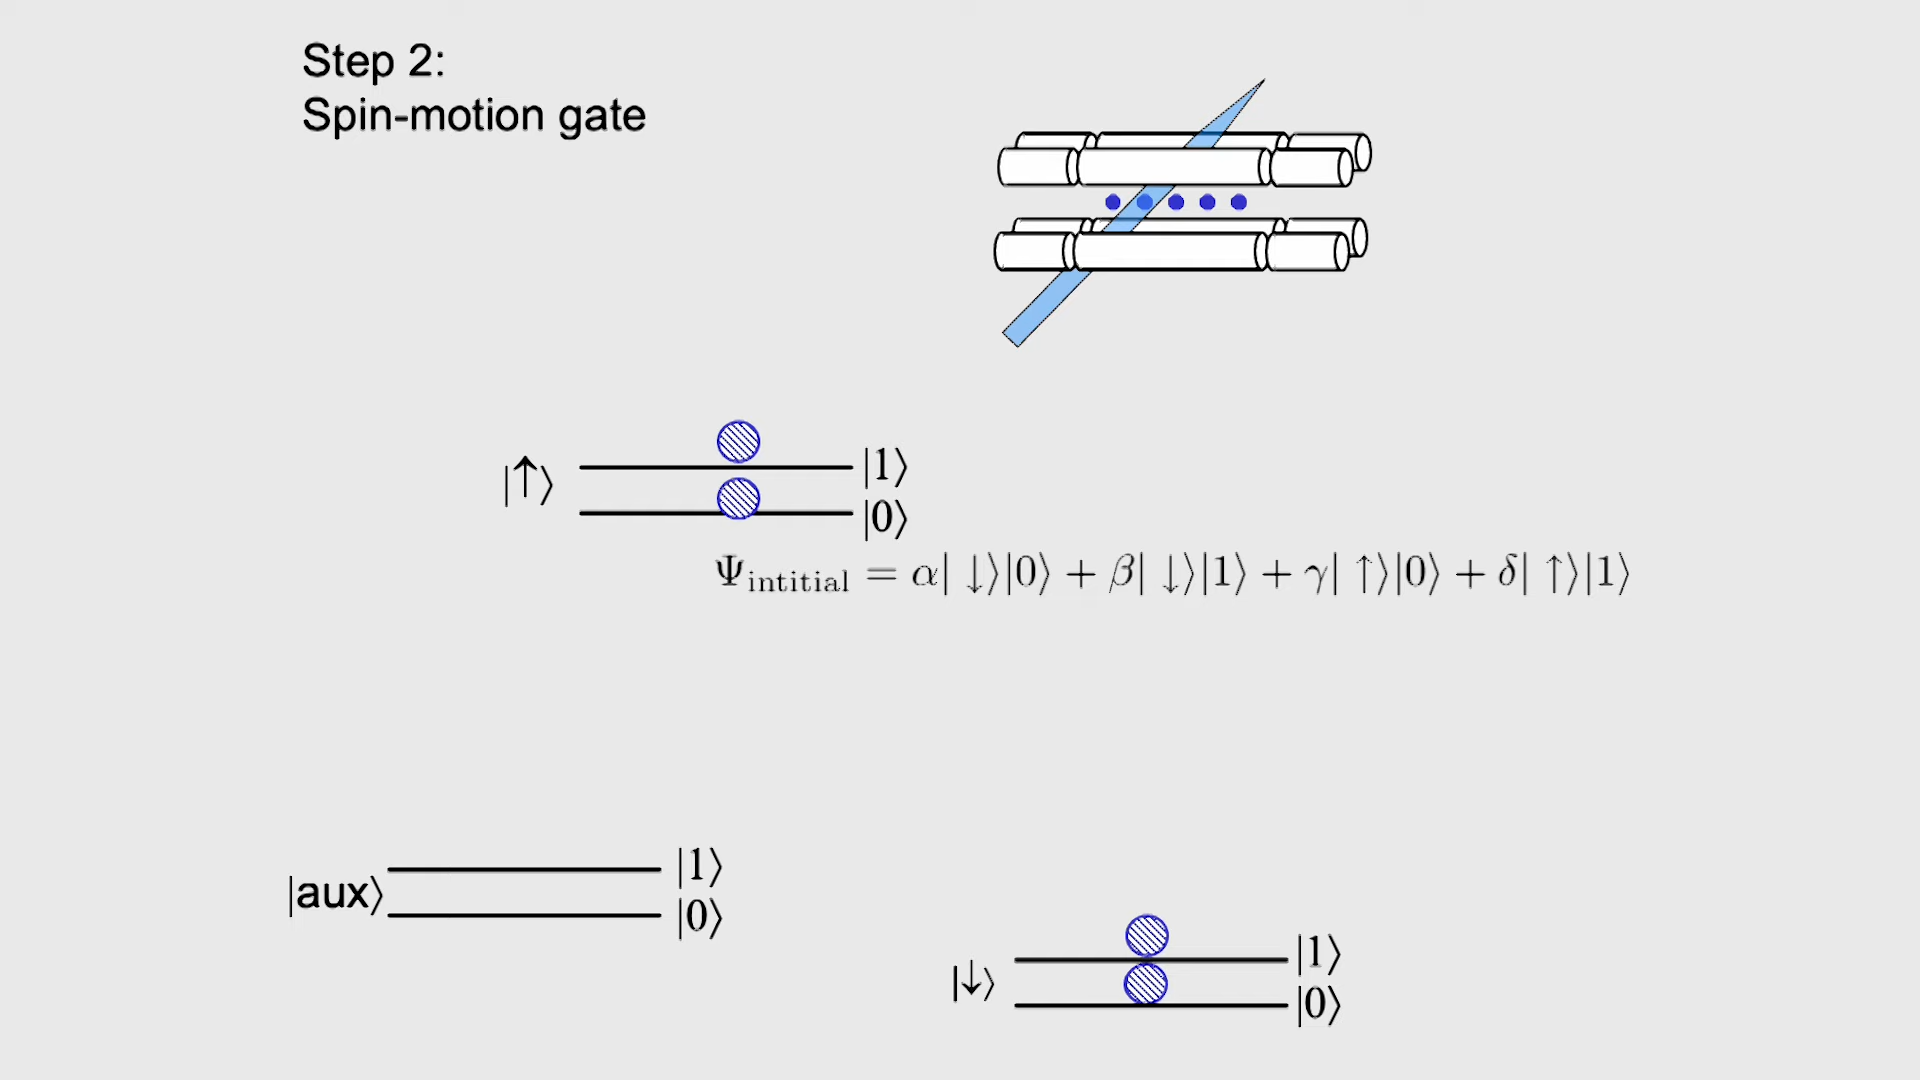 Step 2:
Spin-motion gate
|↑⟩
|1⟩
|0⟩
Ψintitial = α| ↓⟩|0⟩ + β| ↓⟩|1⟩ + γ| ↑⟩|0⟩ + δ| ↑⟩|1⟩
|aux⟩
|1⟩
|0⟩
|↓⟩
|1⟩
|0⟩